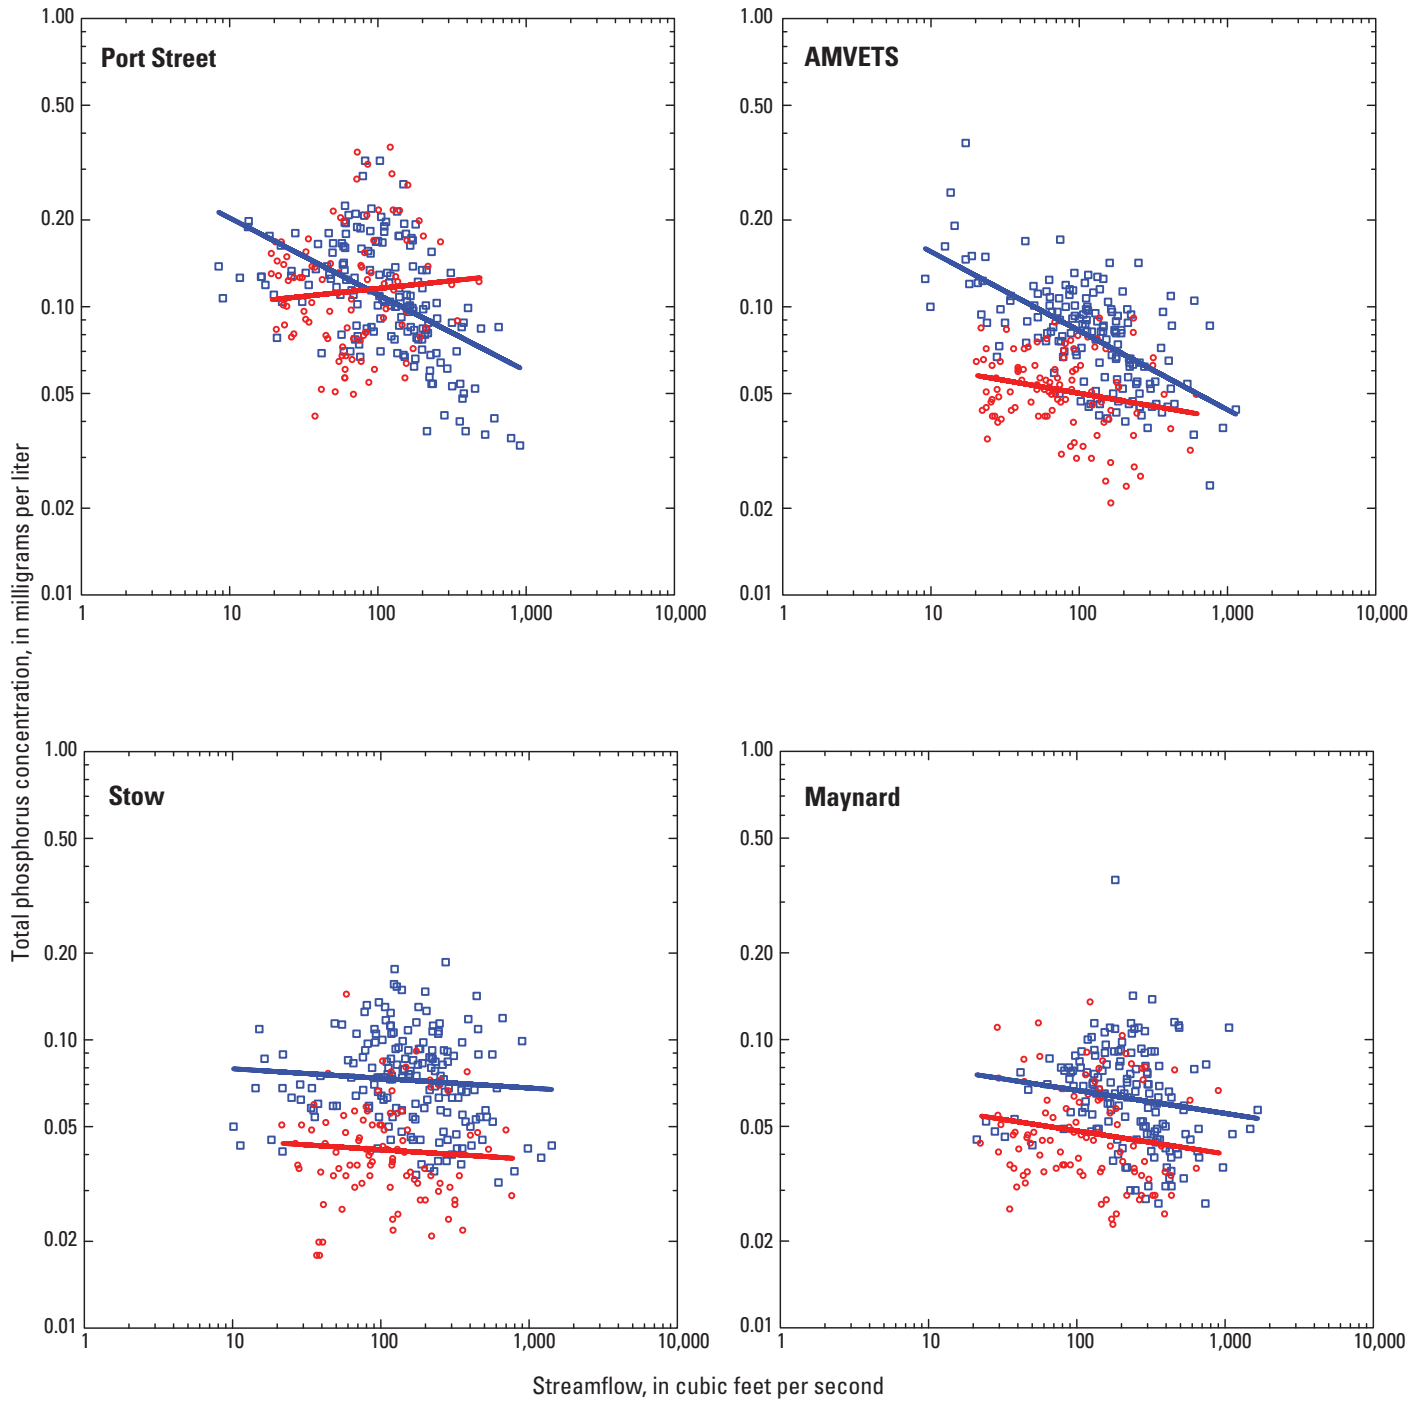 Total phosphorus concentration, in milligrams per liter
Port Street
1.00
0.50
0.20
0.10
0.05
0.02
0.01
1 10 100 1,000 10,000
AMVETS
1.00
0.50
0.20
0.10
0.05
0.02
0.01
1 10 100 1,000 10,000
Stow
1.00
0.50
0.20
0.10
0.05
0.02
0.01
1 10 100 1,000 10,000
Maynard
1.00
0.50
0.20
0.10
0.05
0.02
0.01
1 10 100 1,000 10,000
Streamflow, in cubic feet per second